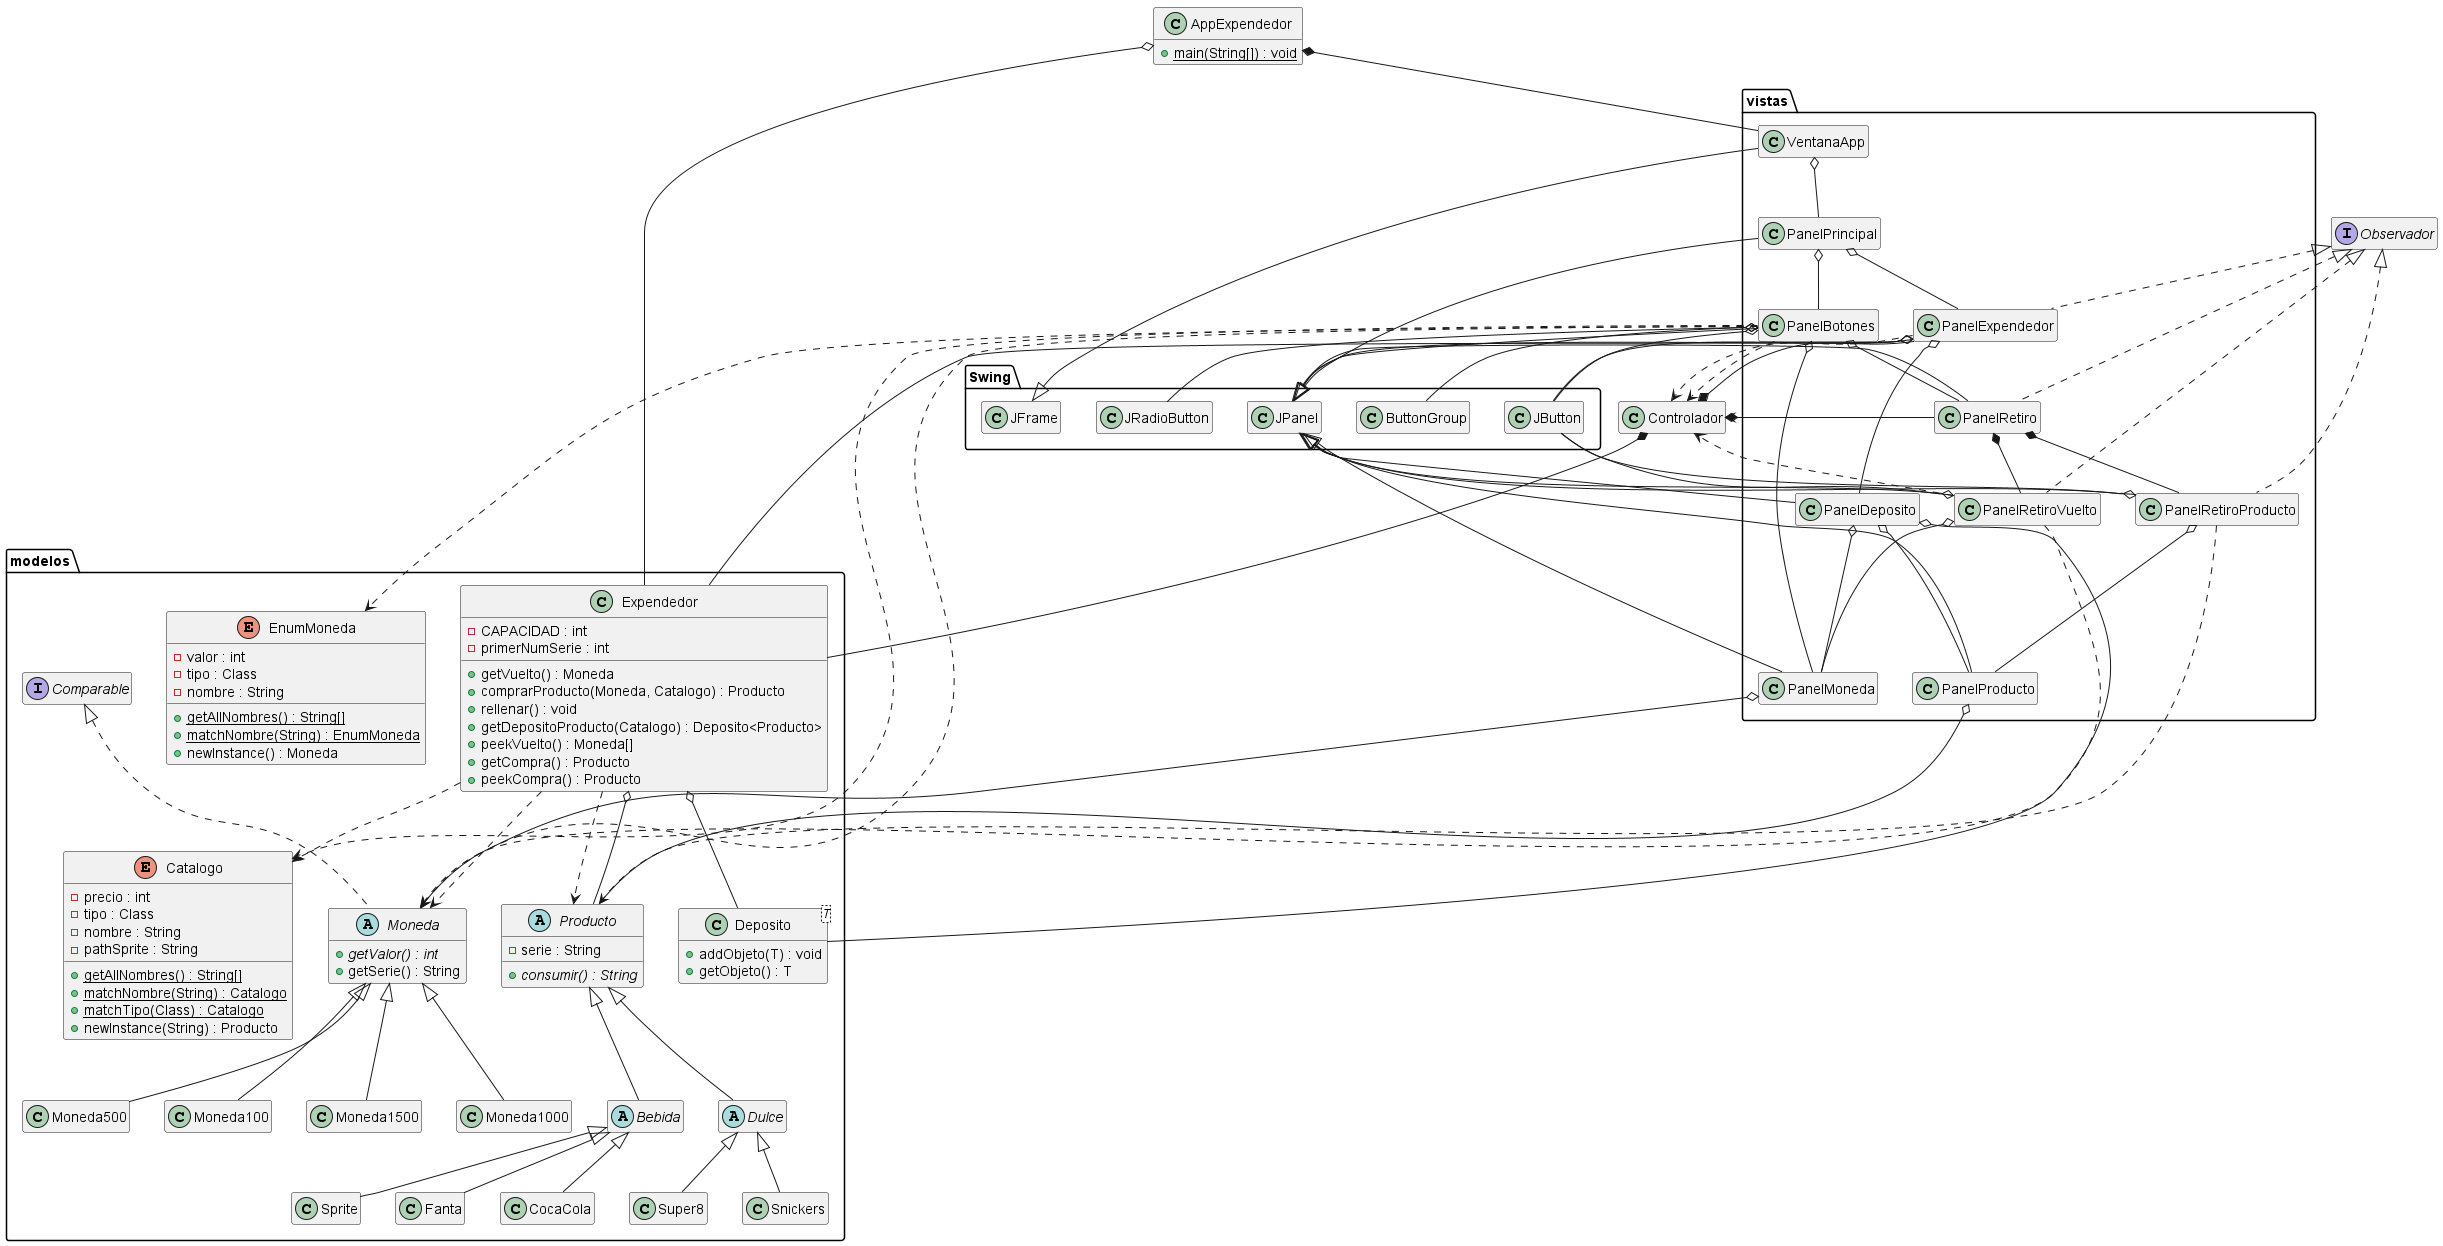 AppExpendedor
main(String[]) : void
vistas
VentanaApp
PanelPrincipal
Observador
PanelBotones
PanelExpendedor
Swing
JFrame
JRadioButton
JPanel
ButtonGroup
JButton
Controlador
PanelRetiro
PanelDeposito
PanelRetiroVuelto
PanelRetiroProducto
PanelMoneda
PanelProducto
modelos
Comparable
EnumMoneda
valor : int
tipo : Class
nombre : String
getAllNombres() : String[]
matchNombre(String) : EnumMoneda
newInstance() : Moneda
Expendedor
CAPACIDAD : int
primerNumSerie : int
getVuelto() : Moneda
comprarProducto(Moneda, Catalogo) : Producto
rellenar() : void
getDepositoProducto(Catalogo) : Deposito<Producto>
peekVuelto() : Moneda[]
getCompra() : Producto
peekCompra() : Producto
Catalogo
precio : int
tipo : Class
nombre : String
pathSprite : String
getAllNombres() : String[]
matchNombre(String) : Catalogo
matchTipo(Class) : Catalogo
newInstance(String) : Producto
Moneda
getValor() : int
getSerie() : String
Producto
serie : String
consumir() : String
Deposito
T
addObjeto(T) : void
getObjeto() : T
Moneda500
Moneda100
Moneda1500
Moneda1000
Bebida
Dulce
Sprite
Fanta
CocaCola
Super8
Snickers